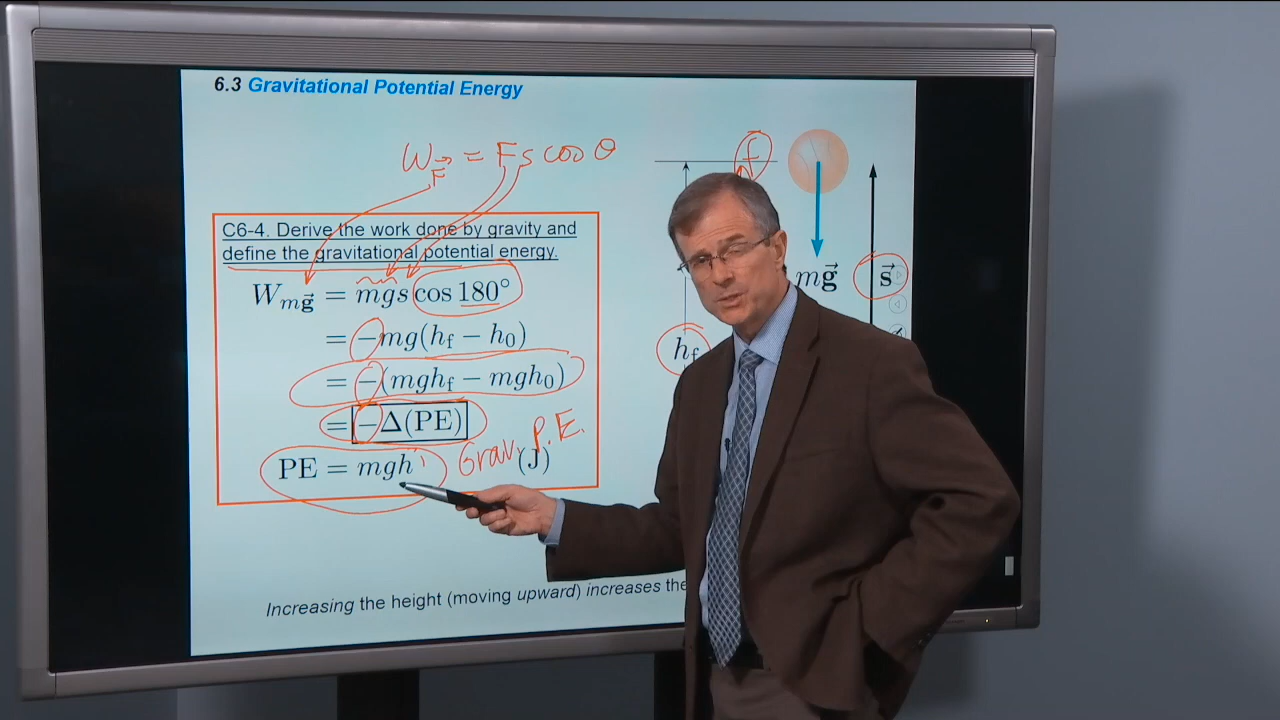 6.3 Gravitational Potential Energy
W_F⃗ = F s cos θ
f
C6-4. Derive the work done by gravity and
define the gravitational potential energy.
W_mg⃗ = mgs cos 180°
= −mg(h_f − h_0)
= −(mgh_f − mgh_0)
= −Δ(PE)
PE = mgh (J)
Grav. P.E.
mg⃗
s⃗
h_f
Increasing the height (moving upward) increases the